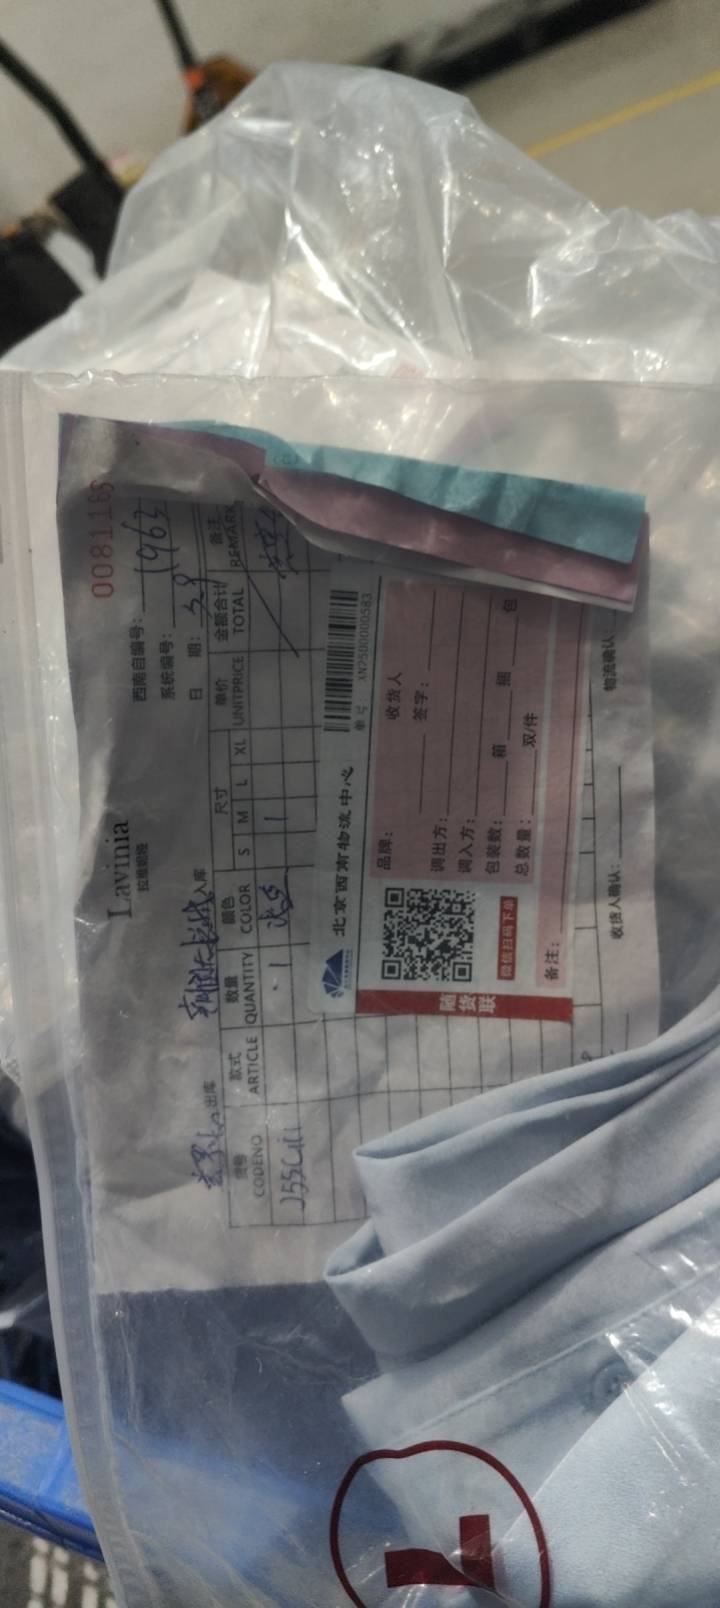 0081165
Lavinia
拉维妮娅
西南自编号: 1963
系统编号:
日 期: 3.9
出库 入库
货号 款式 数量 颜色 尺寸 单价 金额合计 备注
CODENO ARTICLE QUANTITY COLOR S M L XL UNITPRICE TOTAL REMARK
1 1
北京西南物流中心
单号: XN2500000583
随货联
微信扫码下单
品牌: 收货人
签字:
调出方:
调入方:
包装数: 箱 捆 包
总数量: 双/件
备注:
收货人确认: 物流确认: